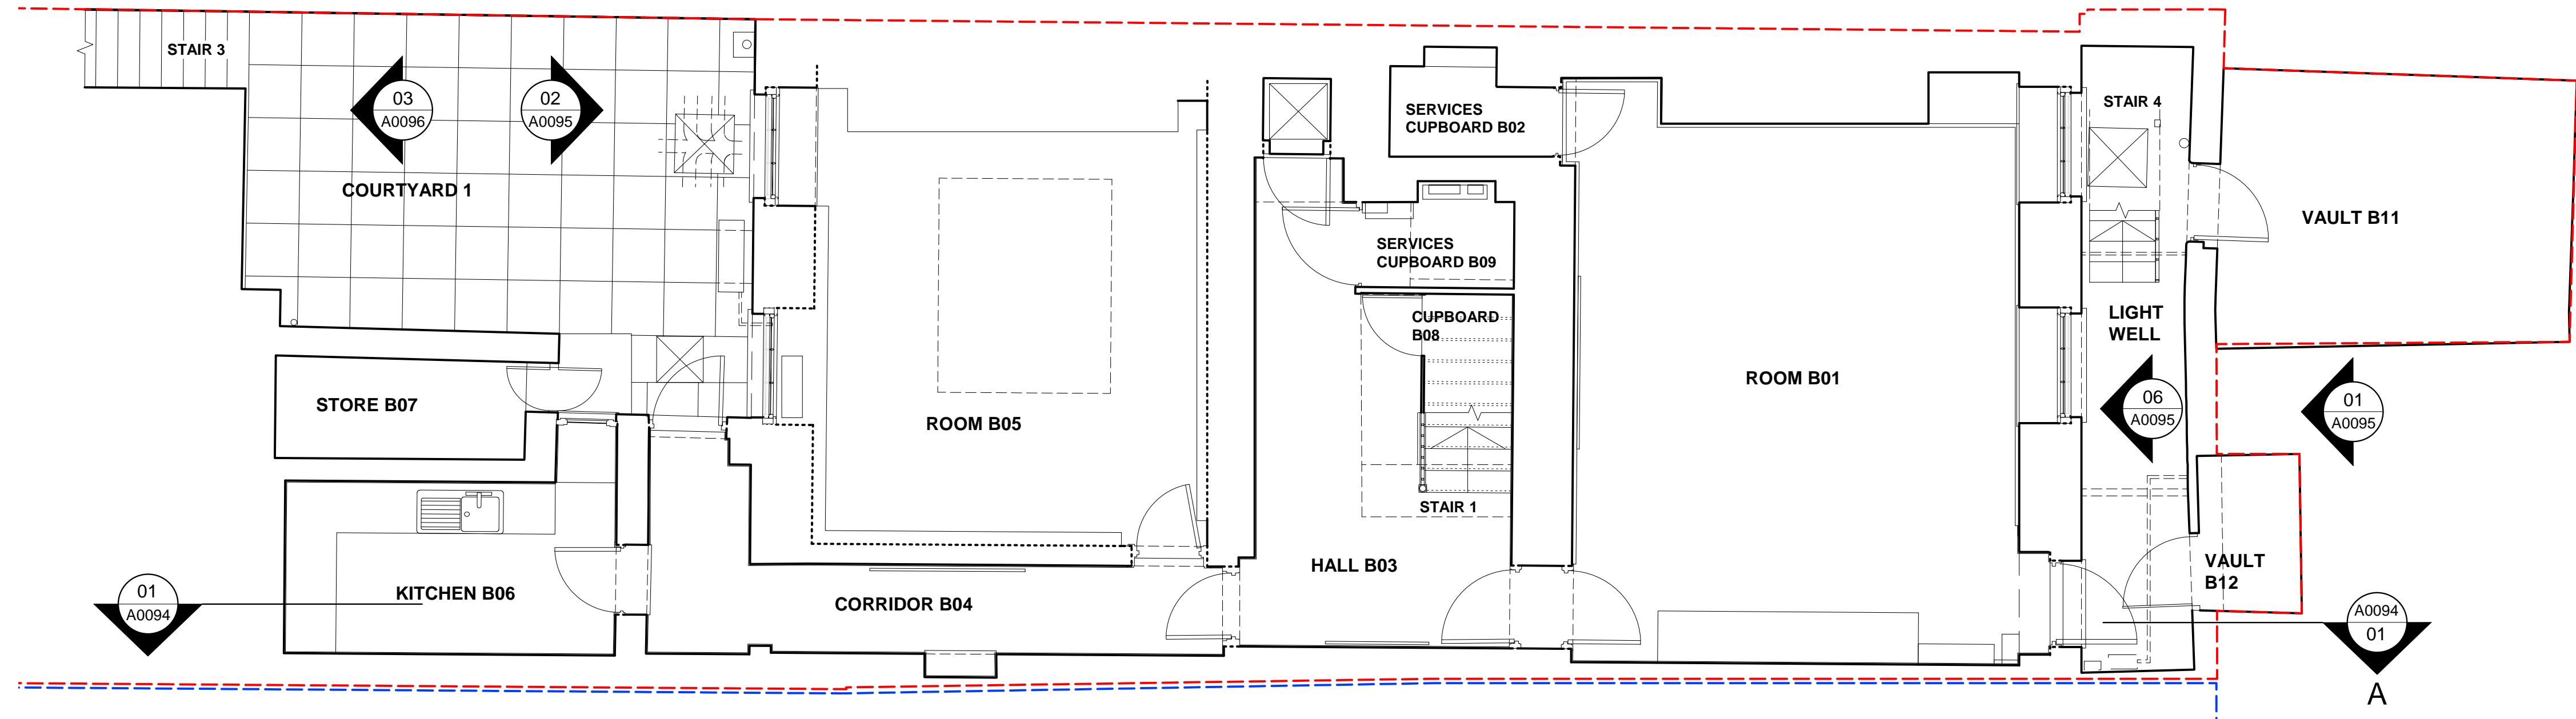 STAIR 3
03
A0096
02
A0095
COURTYARD 1
SERVICES
CUPBOARD B02
STAIR 4
VAULT B11
SERVICES
CUPBOARD B09
CUPBOARD
B08
LIGHT
WELL
ROOM B01
STORE B07
ROOM B05
06
A0095
01
A0095
STAIR 1
HALL B03
VAULT
B12
KITCHEN B06
CORRIDOR B04
01
A0094
A0094
01
A